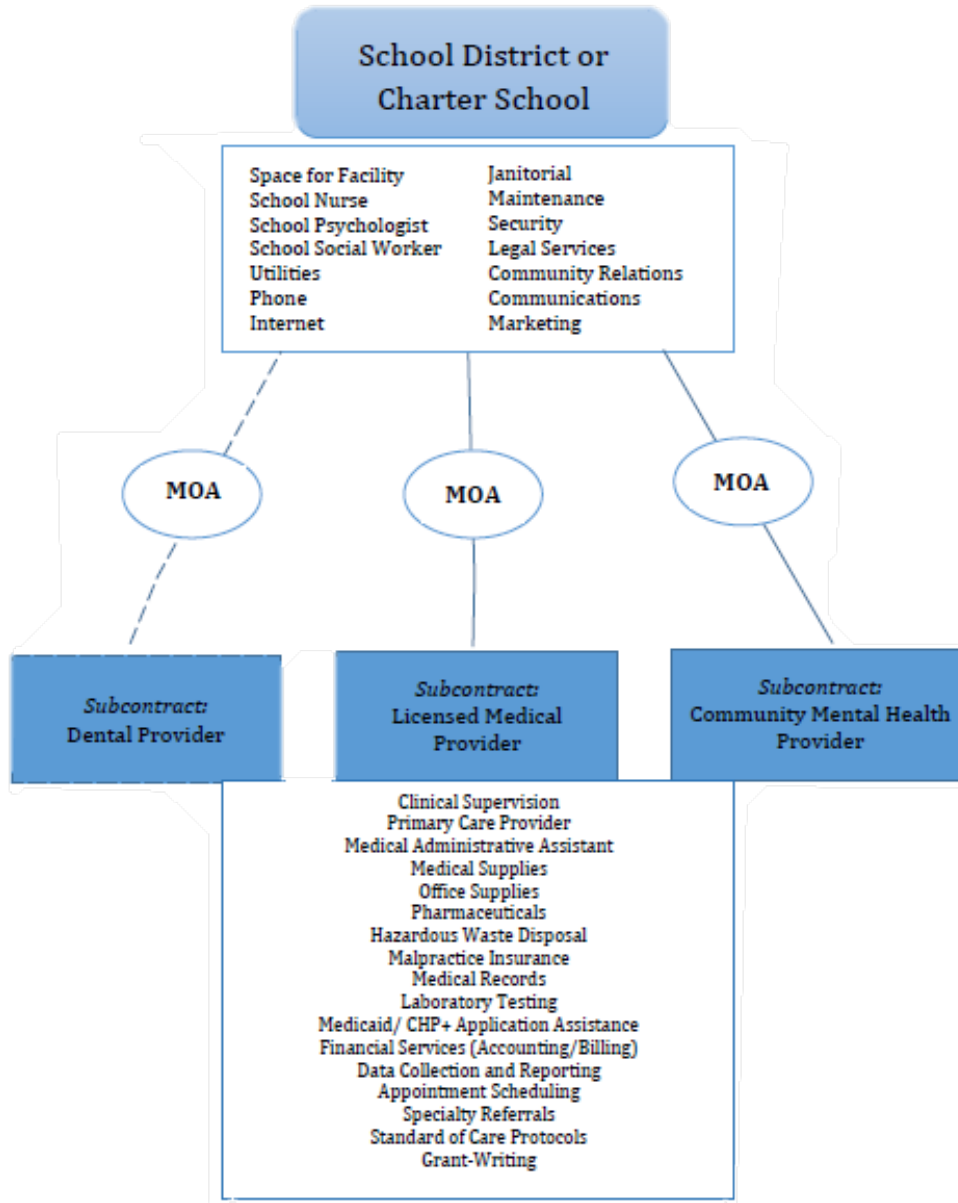 School District or
Charter School
Space for Facility
School Nurse
School Psychologist
School Social Worker
Utilities
Phone
Internet
Janitorial
Maintenance
Security
Legal Services
Community Relations
Communications
Marketing
MOA
MOA
MOA
Subcontract:
Dental Provider
Subcontract:
Licensed Medical
Provider
Subcontract:
Community Mental Health
Provider
Clinical Supervision
Primary Care Provider
Medical Administrative Assistant
Medical Supplies
Office Supplies
Pharmaceuticals
Hazardous Waste Disposal
Malpractice Insurance
Medical Records
Laboratory Testing
Medicaid/ CHP+ Application Assistance
Financial Services (Accounting/Billing)
Data Collection and Reporting
Appointment Scheduling
Specialty Referrals
Standard of Care Protocols
Grant-Writing